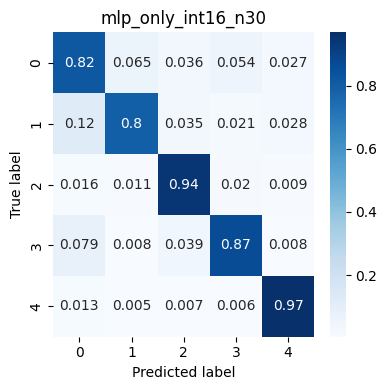 mlp_only_int16_n30
0 0.82 0.065 0.036 0.054 0.027
1 0.12 0.8 0.035 0.021 0.028
2 0.016 0.011 0.94 0.02 0.009
3 0.079 0.008 0.039 0.87 0.008
4 0.013 0.005 0.007 0.006 0.97
0 1 2 3 4
Predicted label
True label
0.8
0.6
0.4
0.2